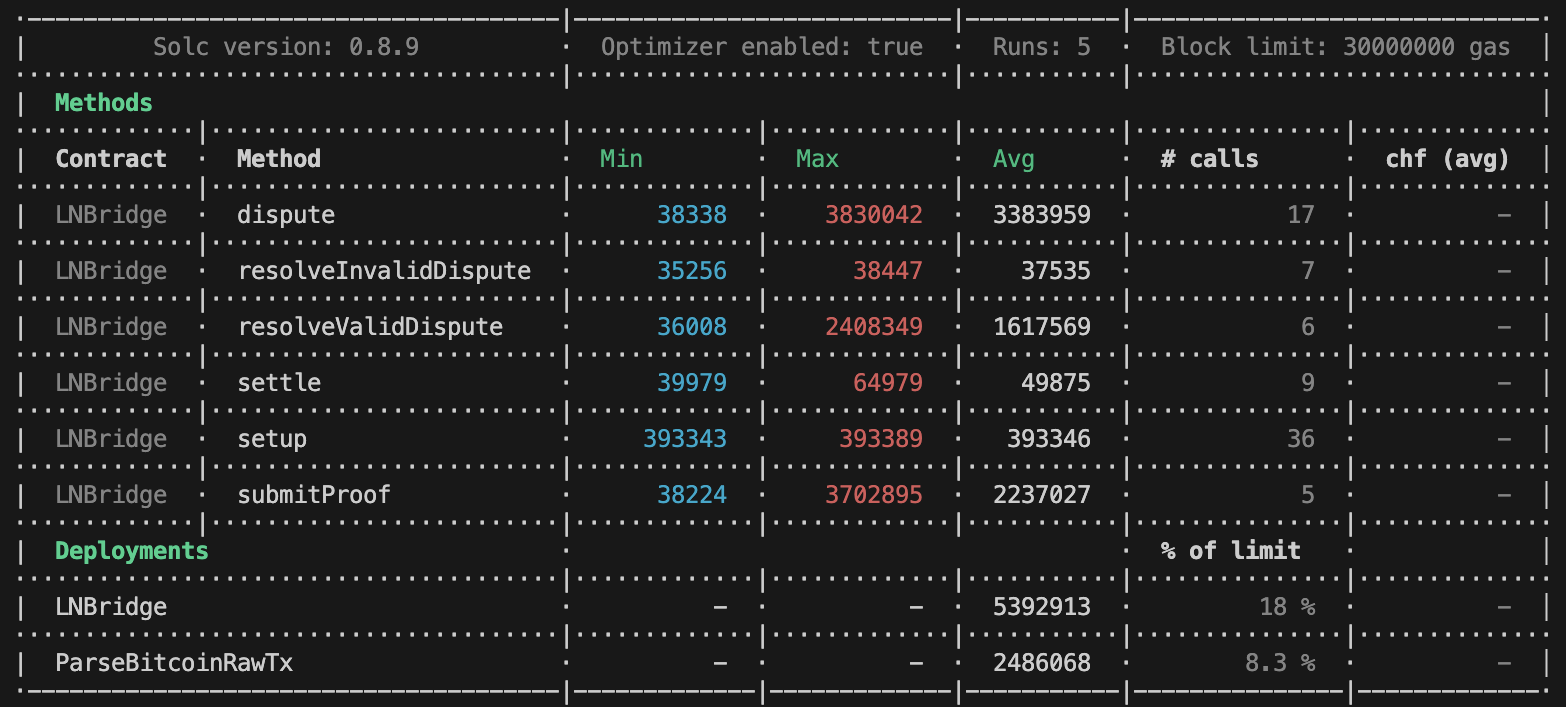 Solc version: 0.8.9 · Optimizer enabled: true · Runs: 5 · Block limit: 30000000 gas
Methods
Contract · Method · Min · Max · Avg · # calls · chf (avg)
LNBridge · dispute · 38338 · 3830042 · 3383959 · 17 · -
LNBridge · resolveInvalidDispute · 35256 · 38447 · 37535 · 7 · -
LNBridge · resolveValidDispute · 36008 · 2408349 · 1617569 · 6 · -
LNBridge · settle · 39979 · 64979 · 49875 · 9 · -
LNBridge · setup · 393343 · 393389 · 393346 · 36 · -
LNBridge · submitProof · 38224 · 3702895 · 2237027 · 5 · -
Deployments · % of limit ·
LNBridge · - · - · 5392913 · 18 % · -
ParseBitcoinRawTx · - · - · 2486068 · 8.3 % · -